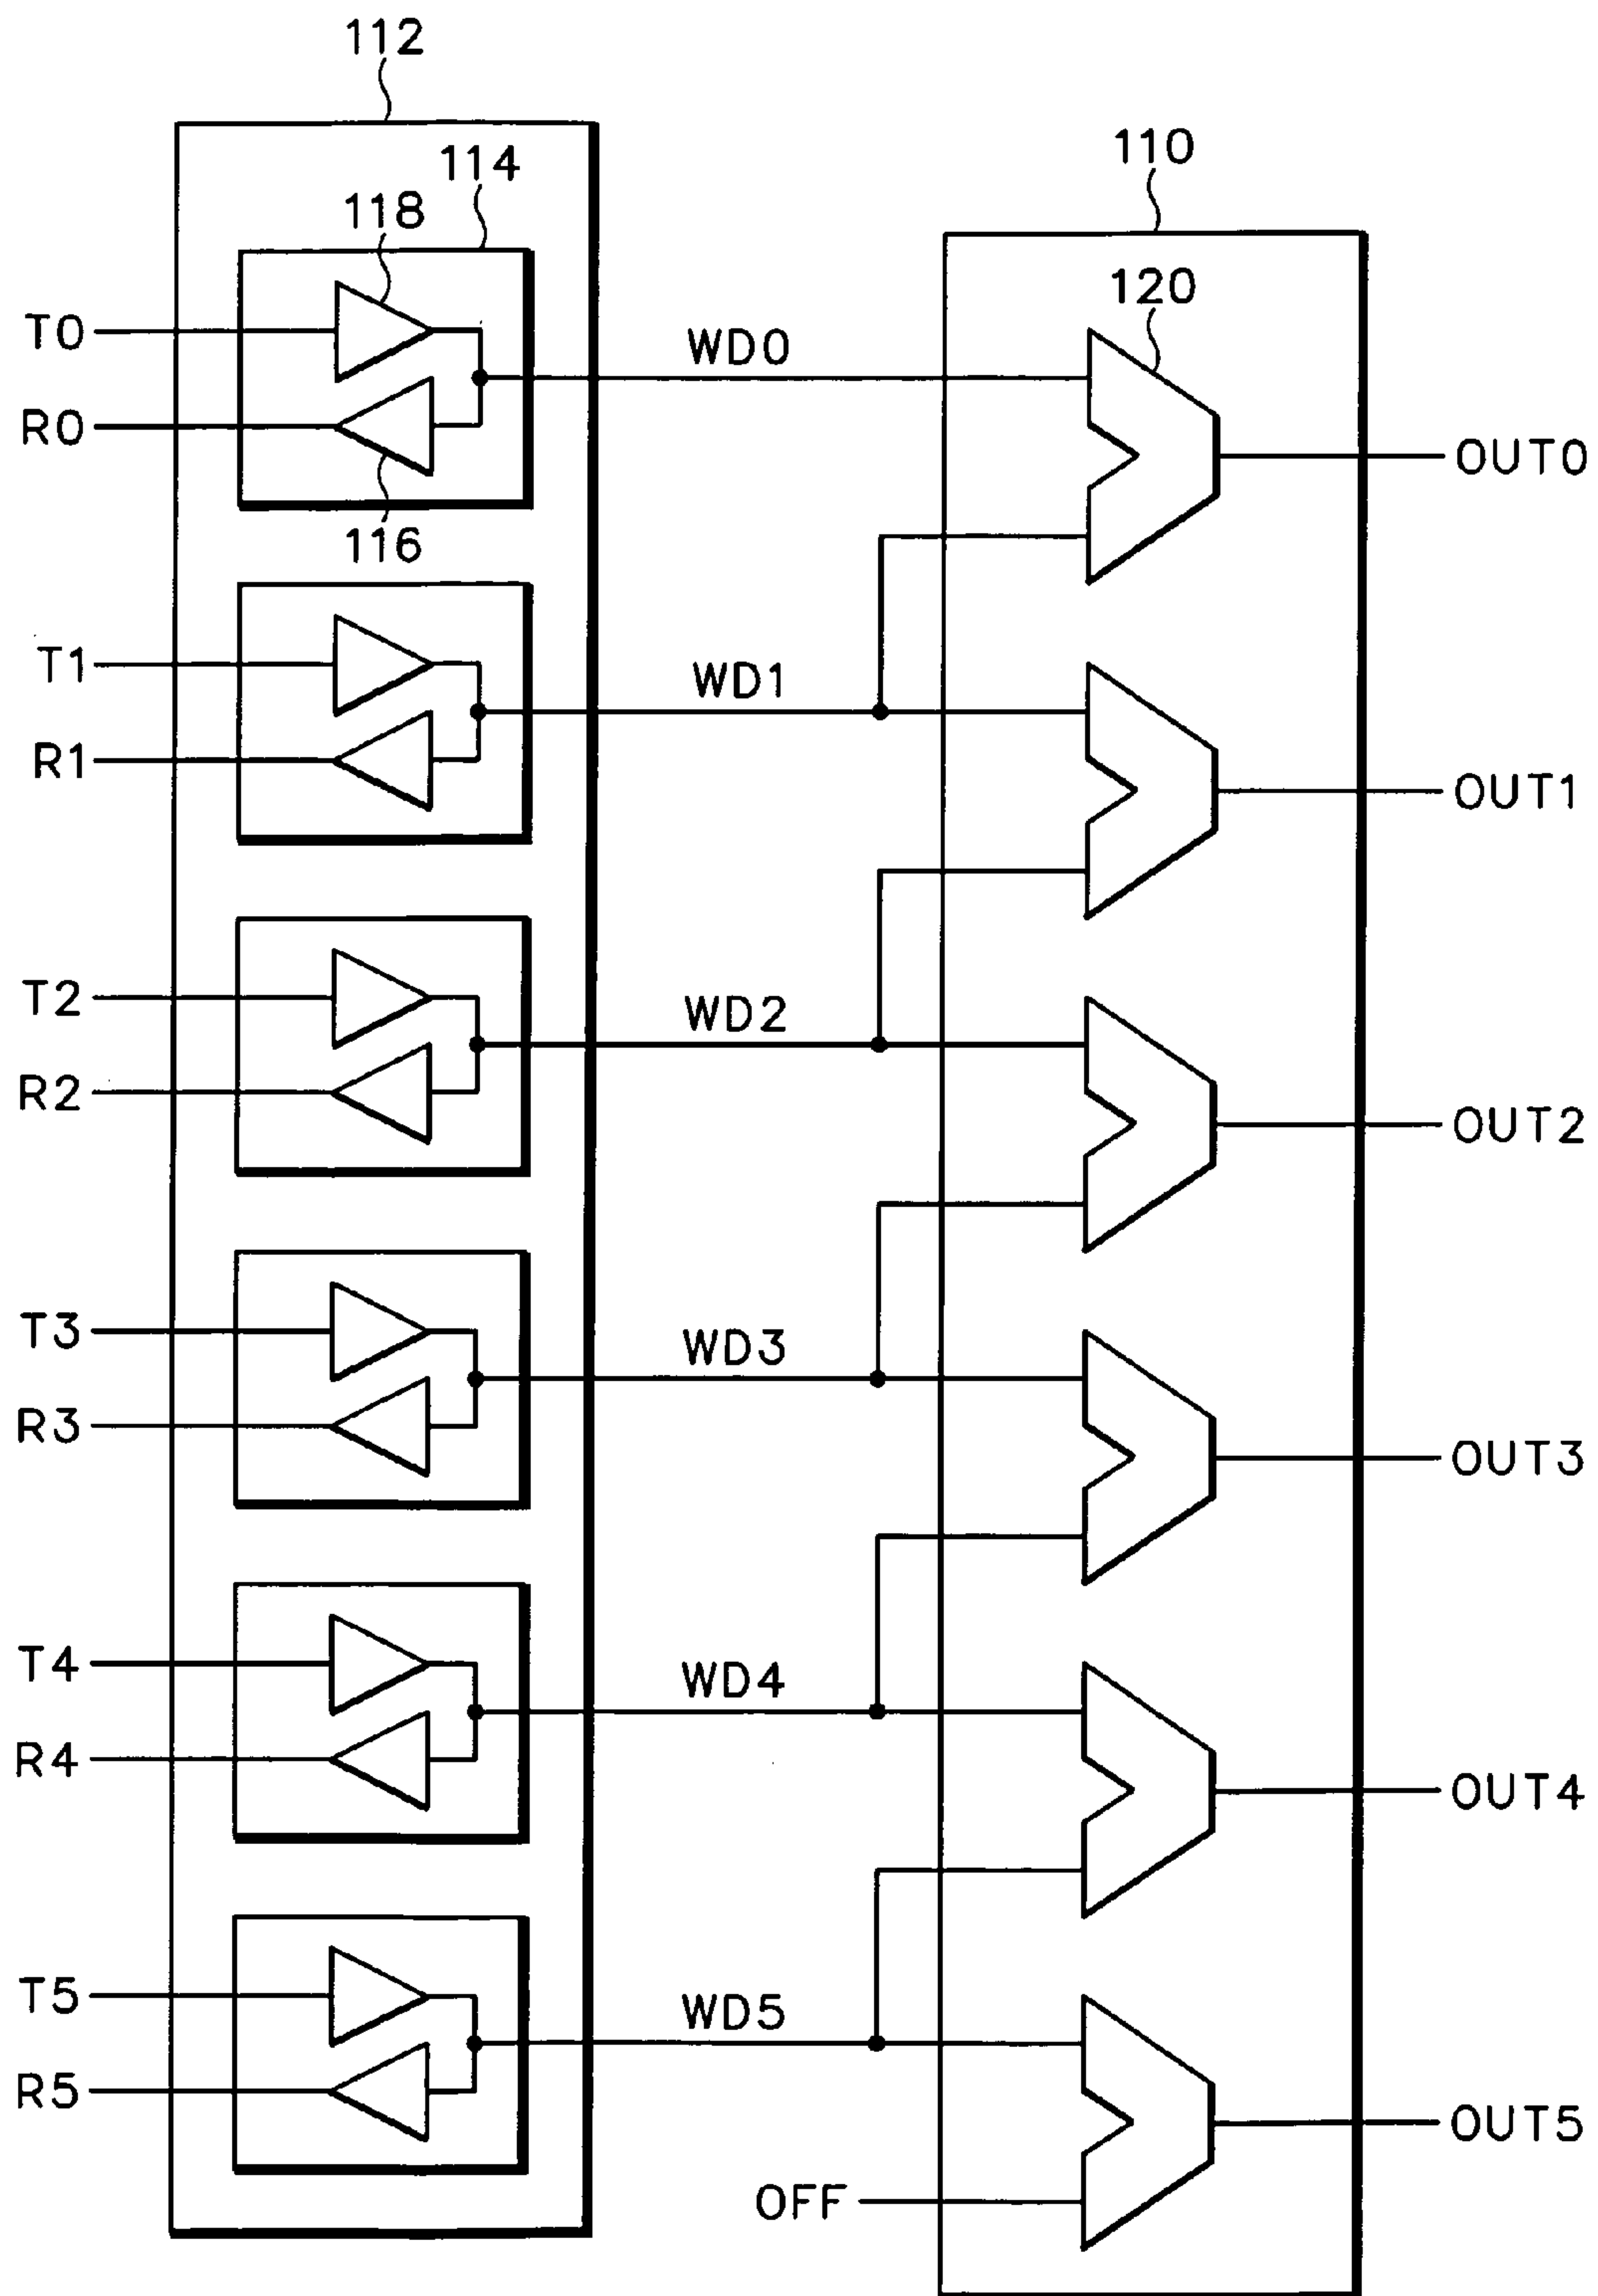 112
110
114
118
120
T0
WD0
R0
OUT0
116
T1
WD1
R1
OUT1
T2
WD2
R2
OUT2
T3
WD3
R3
OUT3
T4
WD4
R4
OUT4
T5
WD5
R5
OUT5
OFF